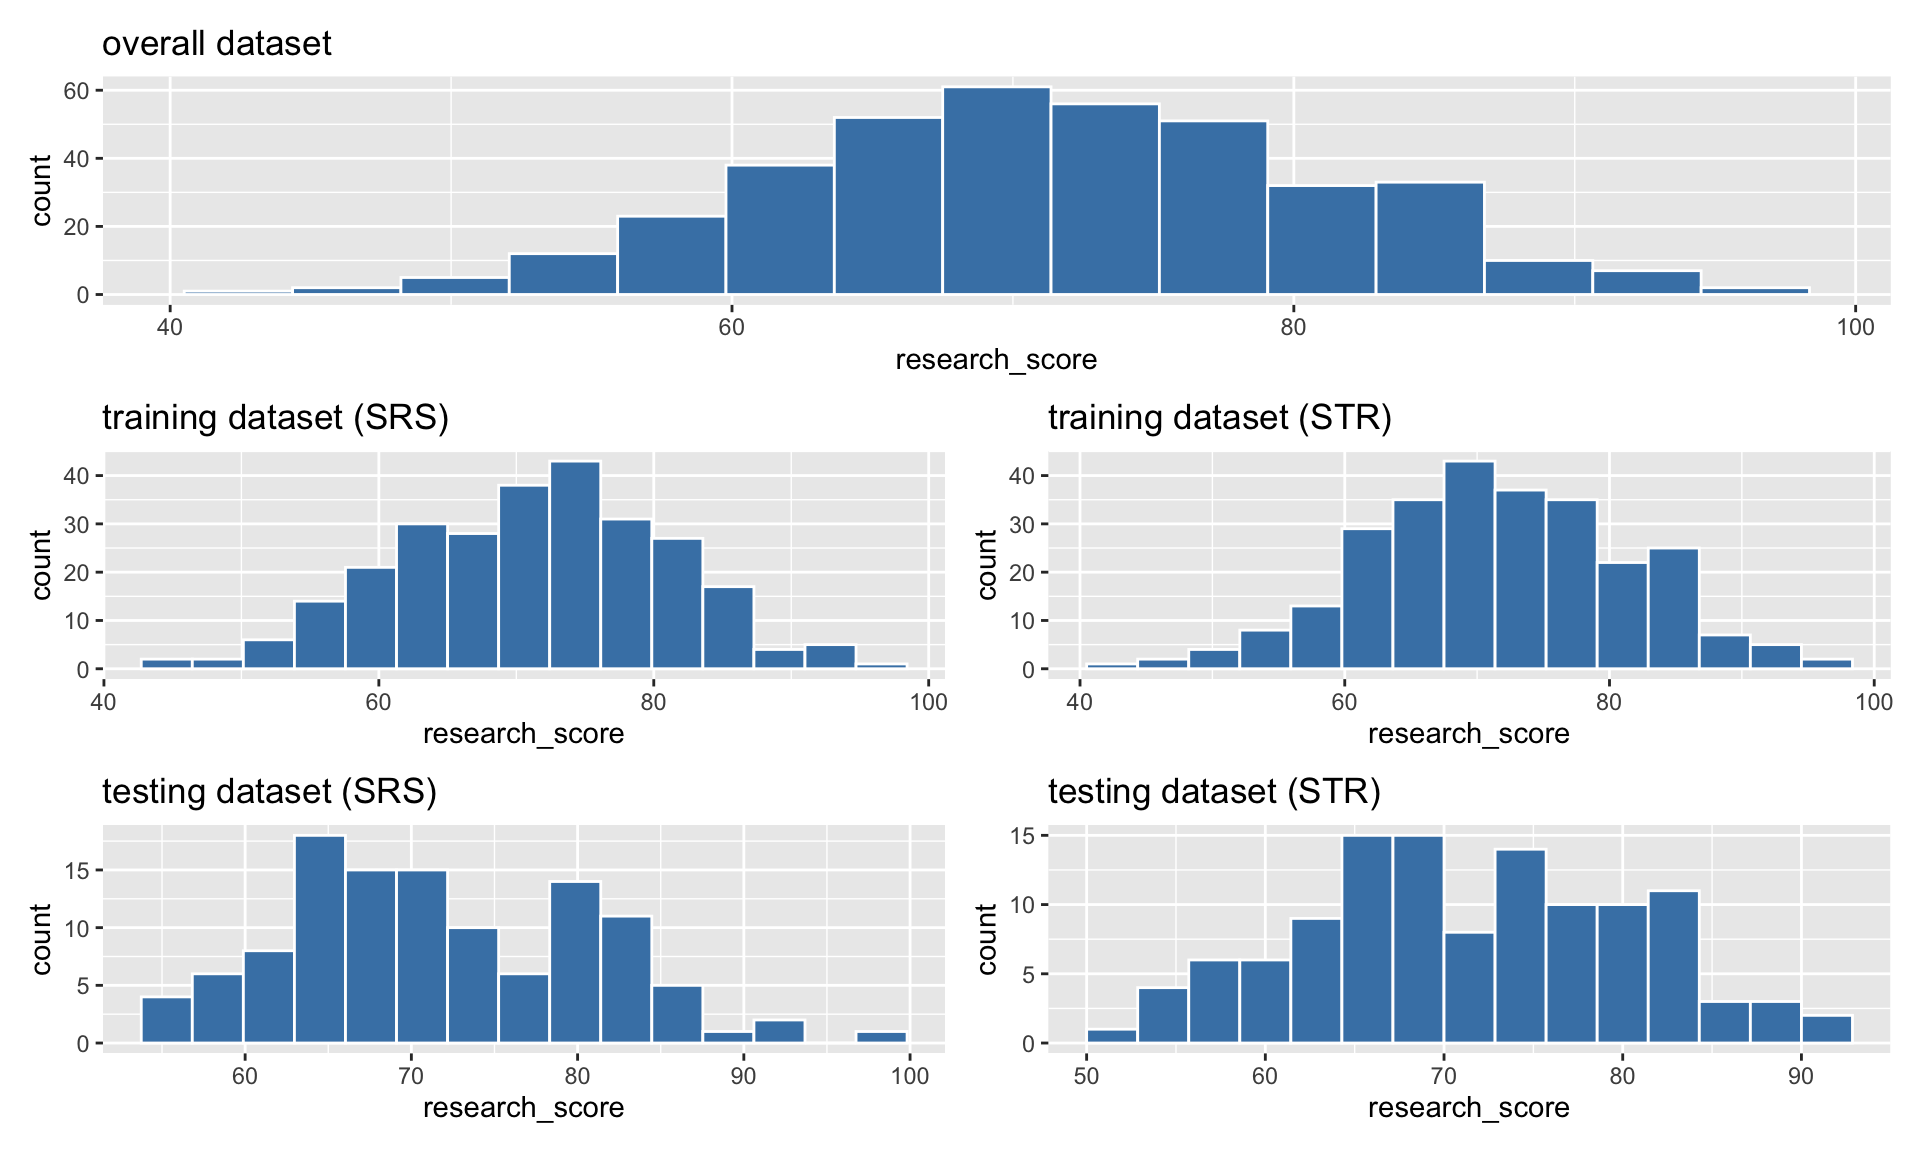 overall dataset
60
40
20
0
count
40 60 80 100
research_score
training dataset (SRS)
40
30
20
10
0
count
40 60 80 100
research_score
training dataset (STR)
40
30
20
10
0
count
40 60 80 100
research_score
testing dataset (SRS)
15
10
5
0
count
60 70 80 90 100
research_score
testing dataset (STR)
15
10
5
0
count
50 60 70 80 90
research_score